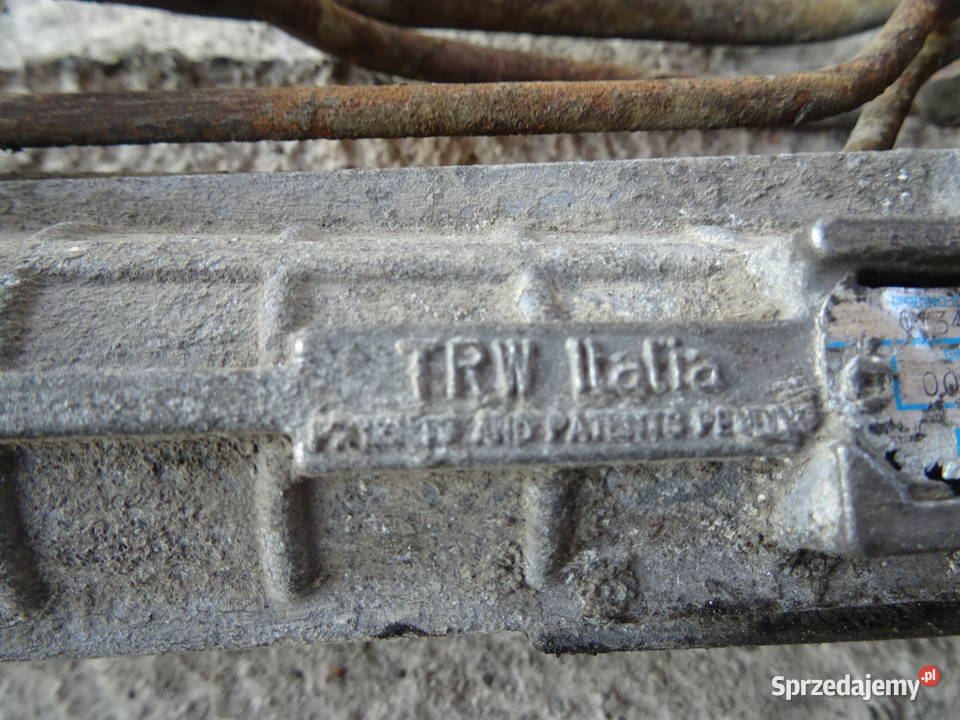 TRW Italia
PATENTS AND PATENTS PENDING
Sprzedajemy.pl